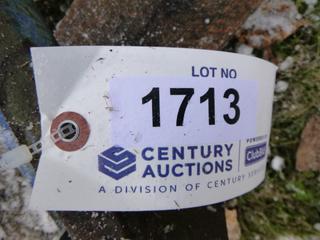 LOT NO
1713
CENTURY
AUCTIONS
A DIVISION OF CENTURY